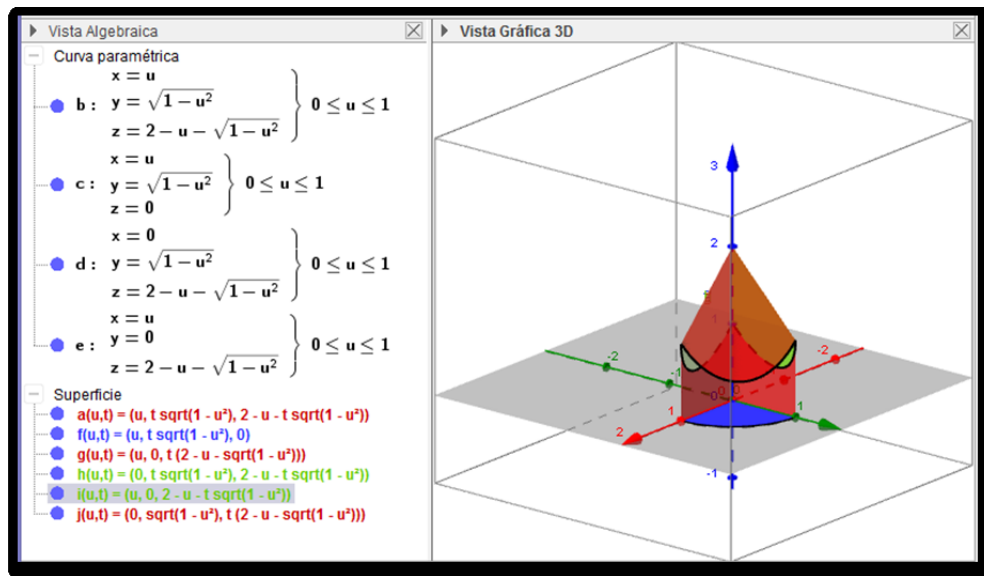 Vista Algebraica
Curva paramétrica
x = u
b : y = √(1 − u²) } 0 ≤ u ≤ 1
z = 2 − u − √(1 − u²)
x = u
c : y = √(1 − u²) } 0 ≤ u ≤ 1
z = 0
x = 0
d : y = √(1 − u²) } 0 ≤ u ≤ 1
z = 2 − u − √(1 − u²)
x = u
e : y = 0 } 0 ≤ u ≤ 1
z = 2 − u − √(1 − u²)
Superficie
a(u,t) = (u, t sqrt(1 - u²), 2 - u - t sqrt(1 - u²))
f(u,t) = (u, t sqrt(1 - u²), 0)
g(u,t) = (u, 0, t (2 - u - sqrt(1 - u²)))
h(u,t) = (0, t sqrt(1 - u²), 2 - u - t sqrt(1 - u²))
i(u,t) = (u, 0, 2 - u - t sqrt(1 - u²))
j(u,t) = (0, sqrt(1 - u²), t (2 - u - sqrt(1 - u²)))
Vista Gráfica 3D
3
2
1
-2
-2
-1
0
0
1
1
2
-1